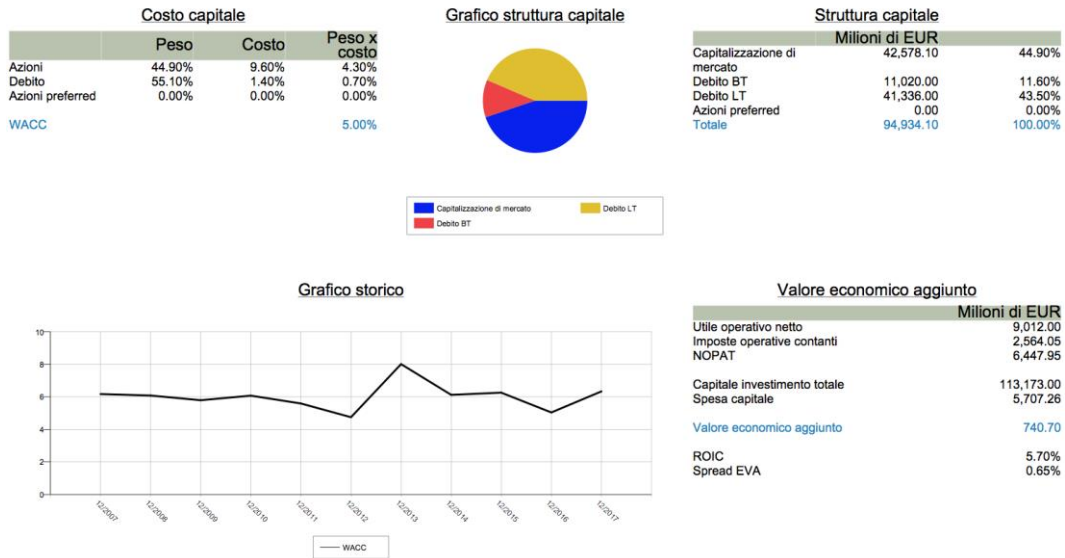 Costo capitale
Peso Costo Peso x costo
Azioni 44.90% 9.60% 4.30%
Debito 55.10% 1.40% 0.70%
Azioni preferred 0.00% 0.00% 0.00%
WACC 5.00%
Grafico struttura capitale
Capitalizzazione di mercato Debito LT
Debito BT
Struttura capitale
Milioni di EUR
Capitalizzazione di 42,578.10 44.90%
mercato
Debito BT 11,020.00 11.60%
Debito LT 41,336.00 43.50%
Azioni preferred 0.00 0.00%
Totale 94,934.10 100.00%
Grafico storico
10
8
6
4
2
0
12/2007 12/2008 12/2009 12/2010 12/2011 12/2012 12/2013 12/2014 12/2015 12/2016 12/2017
WACC
Valore economico aggiunto
Milioni di EUR
Utile operativo netto 9,012.00
Imposte operative contanti 2,564.05
NOPAT 6,447.95
Capitale investimento totale 113,173.00
Spesa capitale 5,707.26
Valore economico aggiunto 740.70
ROIC 5.70%
Spread EVA 0.65%